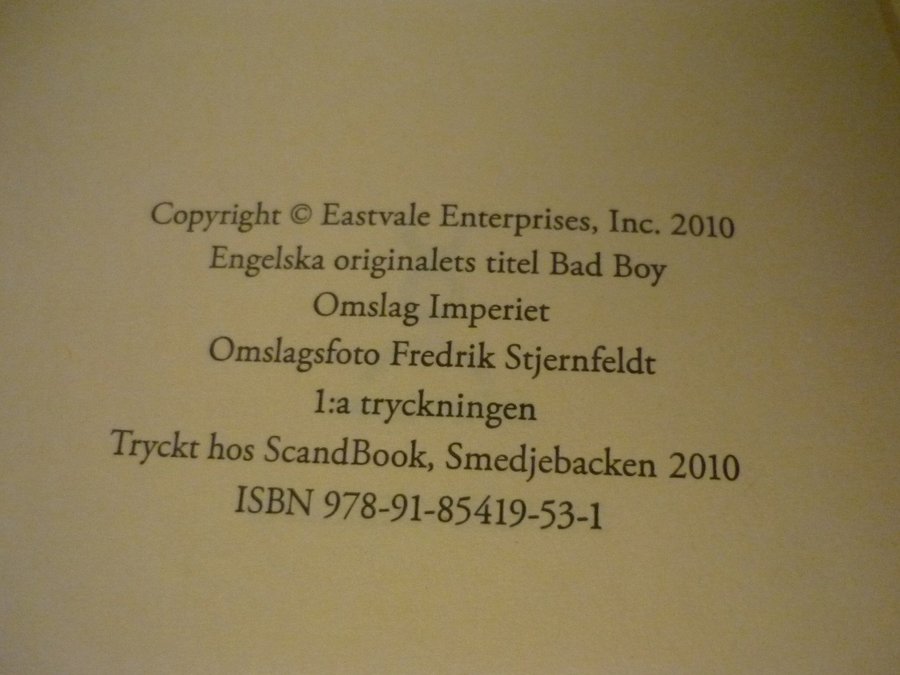 Copyright © Eastvale Enterprises, Inc. 2010
Engelska originalets titel Bad Boy
Omslag Imperiet
Omslagsfoto Fredrik Stjernfeldt
1:a tryckningen
Tryckt hos ScandBook, Smedjebacken 2010
ISBN 978-91-85419-53-1